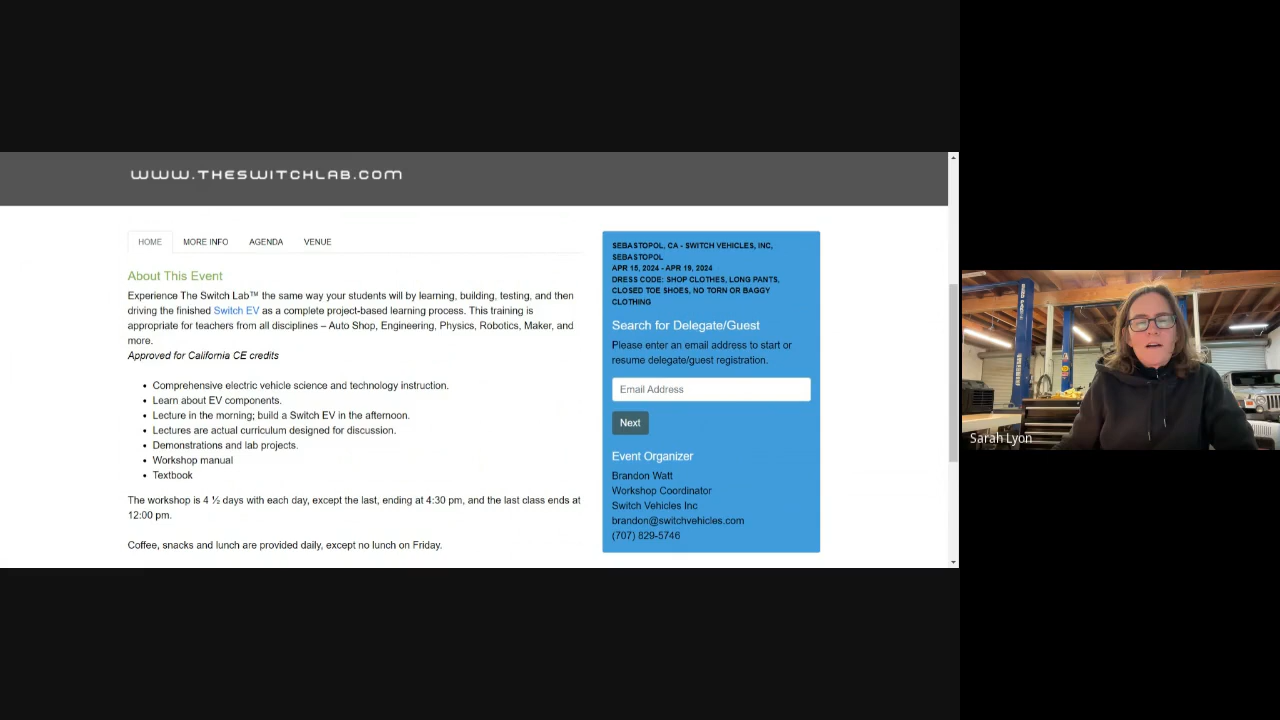 WWW.THESWITCHLAB.COM
HOME
MORE INFO
AGENDA
VENUE
About This Event
Experience The Switch Lab™ the same way your students will by learning, building, testing, and then
driving the finished Switch EV as a complete project-based learning process. This training is
appropriate for teachers from all disciplines – Auto Shop, Engineering, Physics, Robotics, Maker, and
more.
Approved for California CE credits
• Comprehensive electric vehicle science and technology instruction.
• Learn about EV components.
• Lecture in the morning; build a Switch EV in the afternoon.
• Lectures are actual curriculum designed for discussion.
• Demonstrations and lab projects.
• Workshop manual
• Textbook
The workshop is 4 ½ days with each day, except the last, ending at 4:30 pm, and the last class ends at
12:00 pm.
Coffee, snacks and lunch are provided daily, except no lunch on Friday.
SEBASTOPOL, CA - SWITCH VEHICLES, INC,
SEBASTOPOL
APR 15, 2024 - APR 19, 2024
DRESS CODE: SHOP CLOTHES, LONG PANTS,
CLOSED TOE SHOES, NO TORN OR BAGGY
CLOTHING
Search for Delegate/Guest
Please enter an email address to start or
resume delegate/guest registration.
Email Address
Next
Event Organizer
Brandon Watt
Workshop Coordinator
Switch Vehicles Inc
brandon@switchvehicles.com
(707) 829-5746
Sarah Lyon